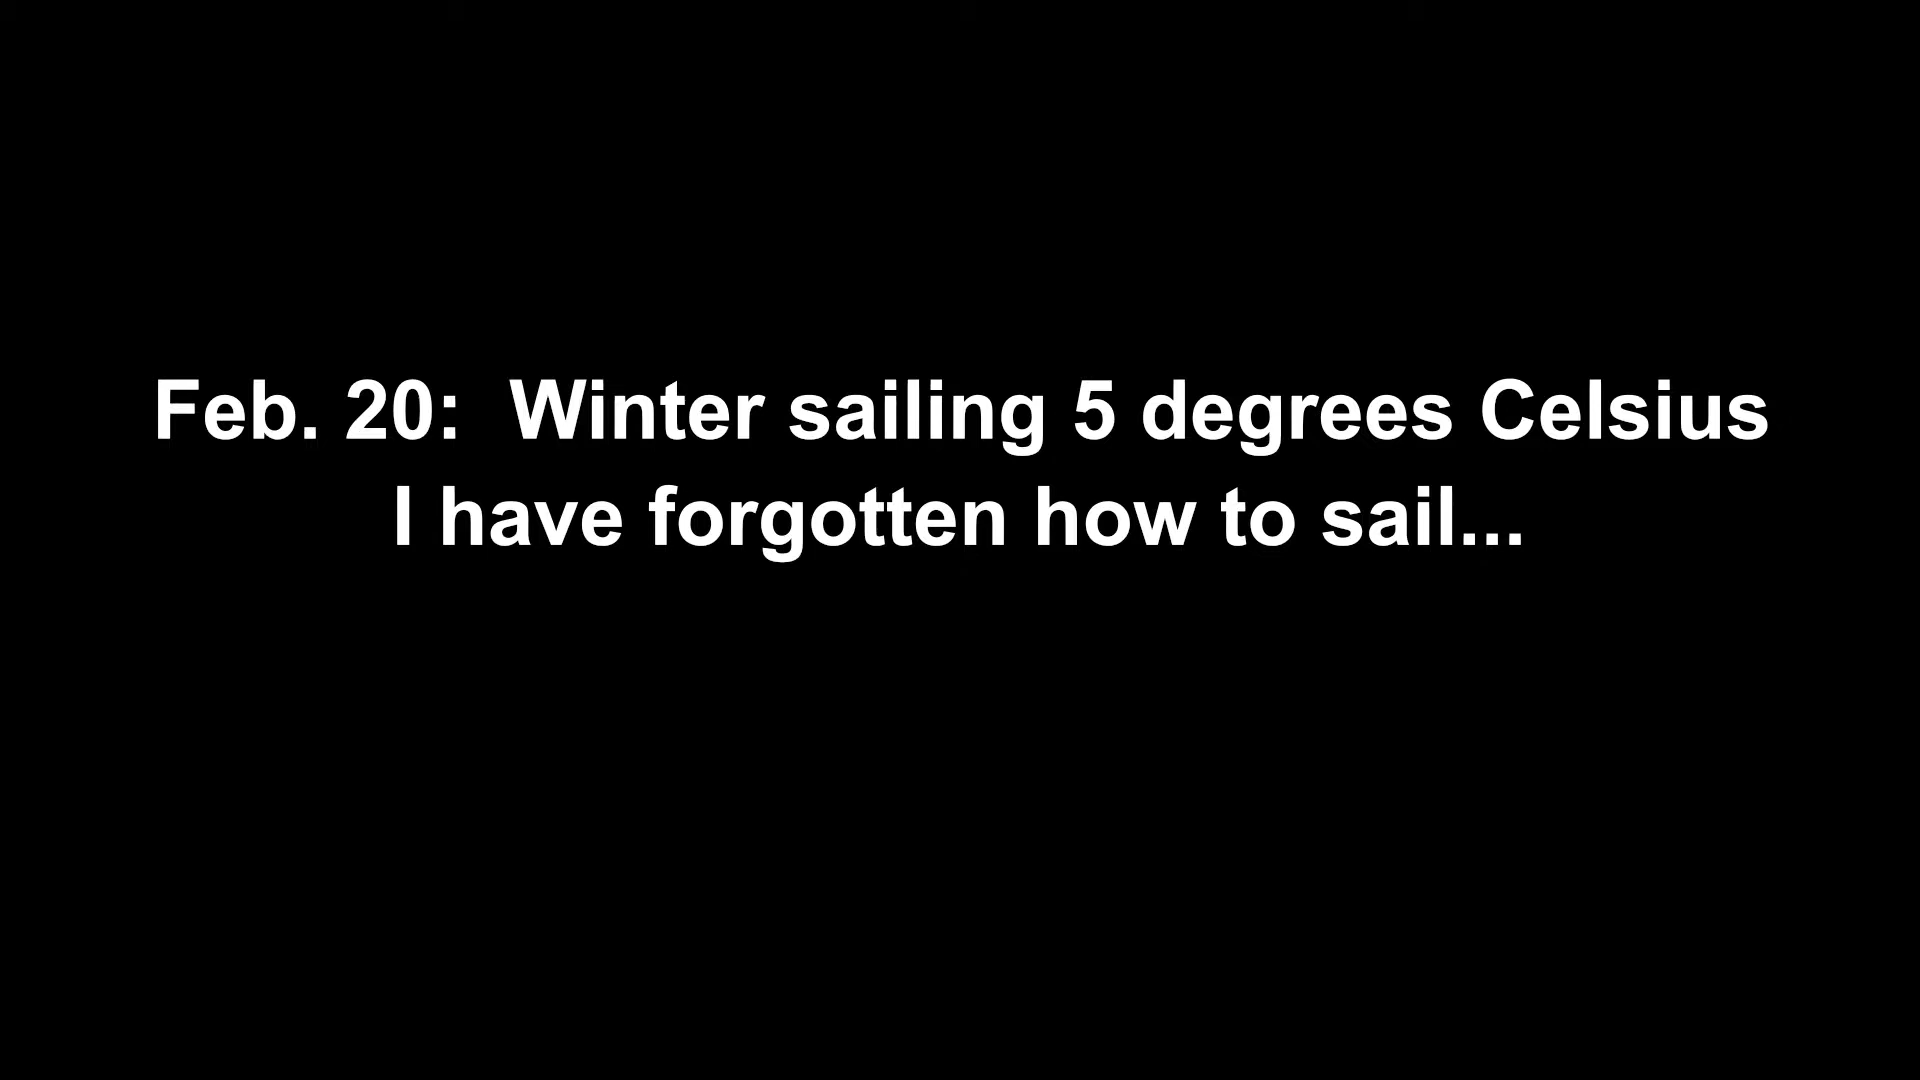 Feb. 20:  Winter sailing 5 degrees Celsius
I have forgotten how to sail...